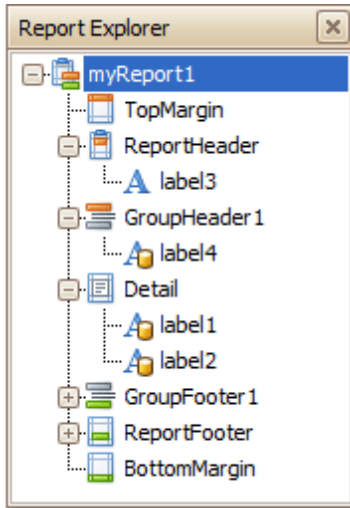 Report Explorer
myReport1
TopMargin
ReportHeader
label3
GroupHeader1
label4
Detail
label1
label2
GroupFooter1
ReportFooter
BottomMargin